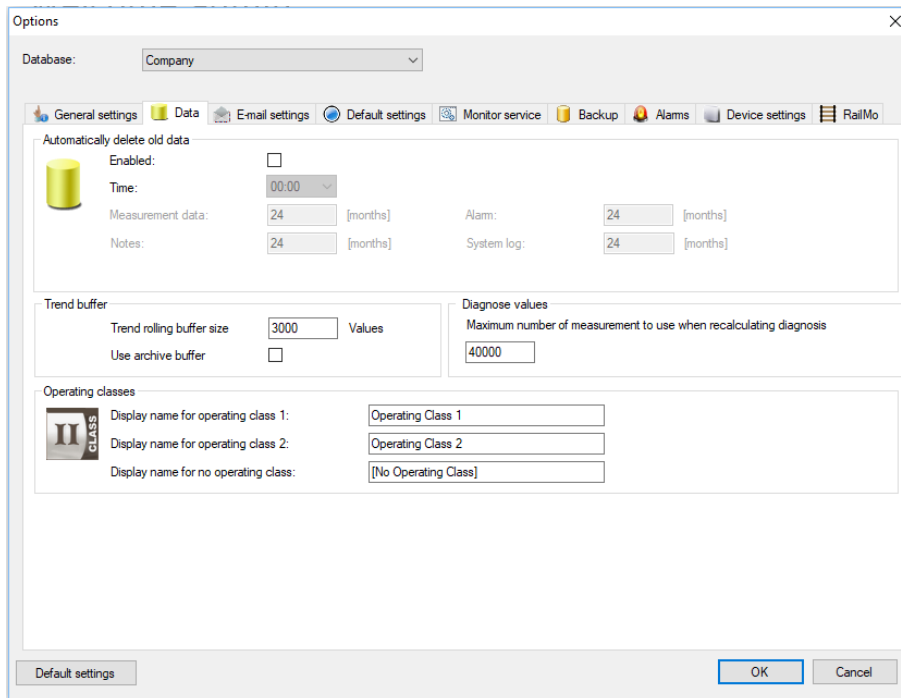 Options
Database: Company
General settings Data E-mail settings Default settings Monitor service Backup Alarms Device settings RailMo
Automatically delete old data
Enabled:
Time: 00:00
Measurement data: 24 [months] Alarm: 24 [months]
Notes: 24 [months] System log: 24 [months]
Trend buffer Diagnose values
Trend rolling buffer size 3000 Values Maximum number of measurement to use when recalculating diagnosis
Use archive buffer 40000
Operating classes
II CLASS
Display name for operating class 1: Operating Class 1
Display name for operating class 2: Operating Class 2
Display name for no operating class: [No Operating Class]
Default settings OK Cancel